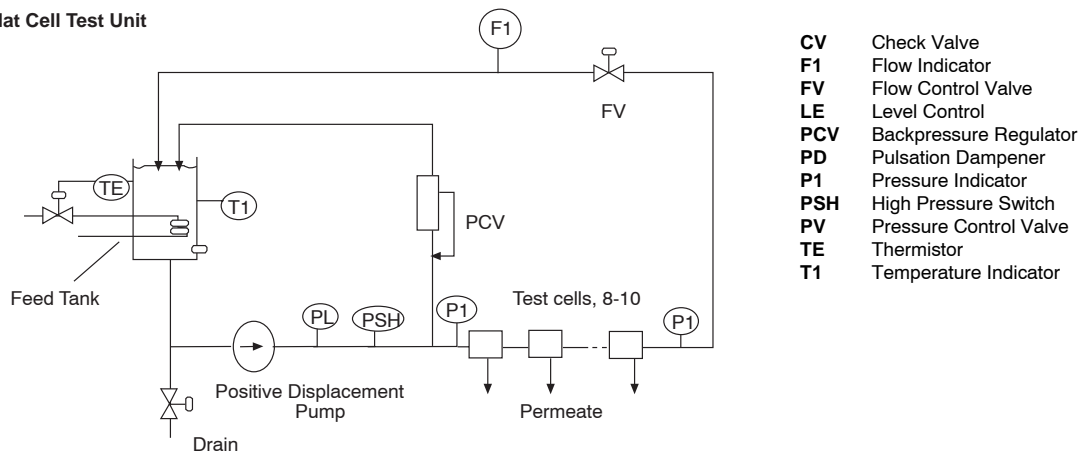 lat Cell Test Unit
F1
FV
TE
T1
PCV
Feed Tank
Test cells, 8-10
PL
PSH
P1
P1
Positive Displacement
Pump
Permeate
Drain
CV Check Valve
F1 Flow Indicator
FV Flow Control Valve
LE Level Control
PCV Backpressure Regulator
PD Pulsation Dampener
P1 Pressure Indicator
PSH High Pressure Switch
PV Pressure Control Valve
TE Thermistor
T1 Temperature Indicator